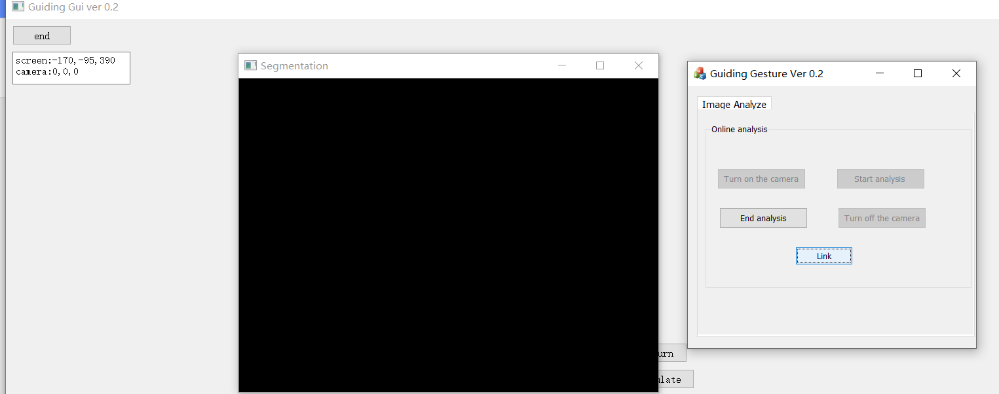 Guiding Gui ver 0.2
end
screen:-170,-95,390
camera:0,0,0
Segmentation
Guiding Gesture Ver 0.2
Image Analyze
Online analysis
Turn on the camera
Start analysis
End analysis
Turn off the camera
Link
urn
ulate